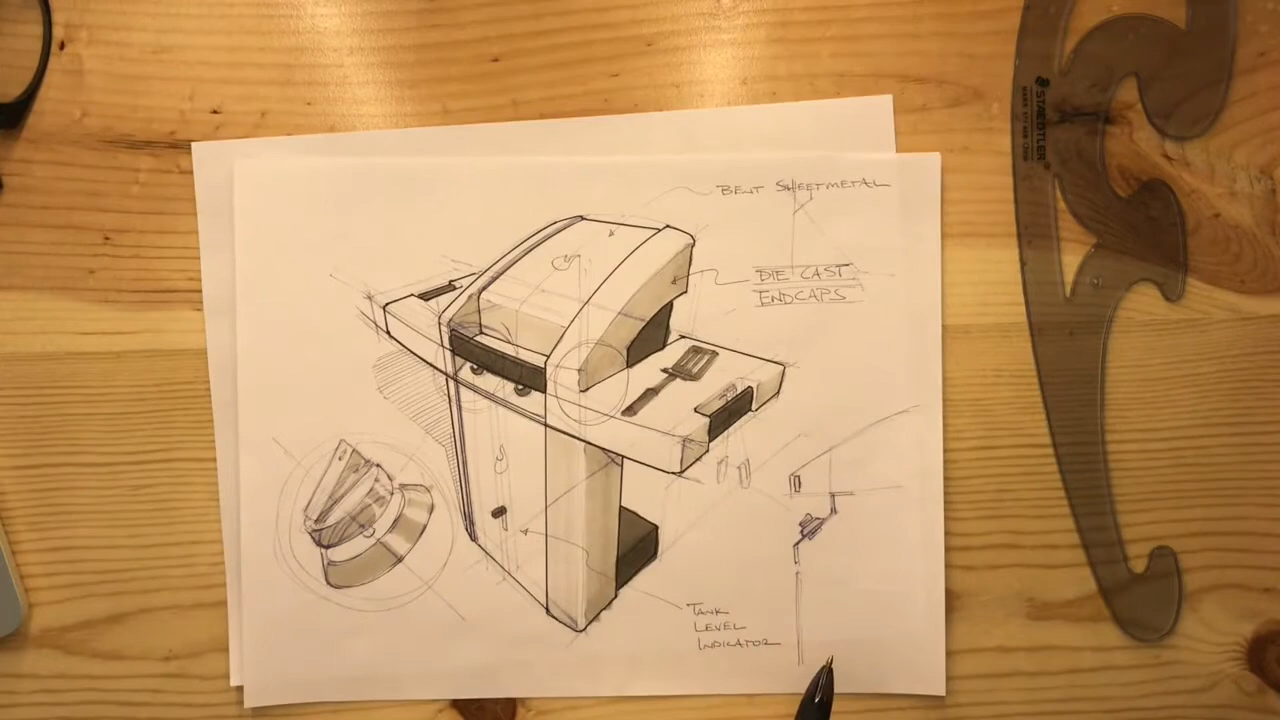 BENT SHEETMETAL
DIE CAST
ENDCAPS
TANK
LEVEL
INDICATOR
STAEDTLER